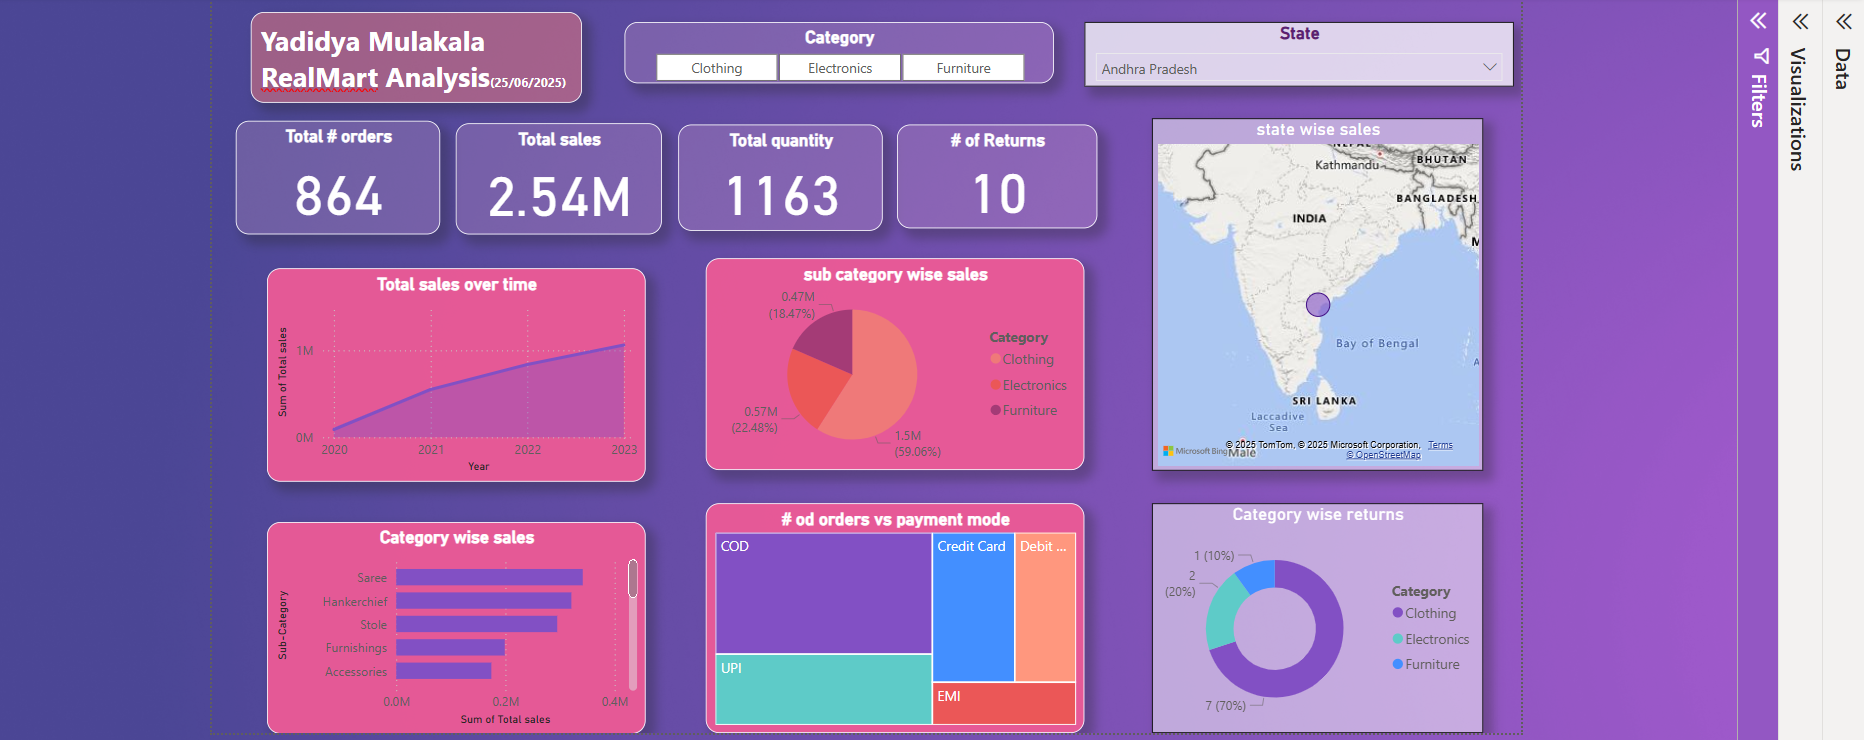 Yadidya Mulakala
RealMart Analysis(25/06/2025)
Category
Clothing
Electronics
Furniture
State
Andhra Pradesh
Filters
Visualizations
Data
Total # orders
864
Total sales
2.54M
Total quantity
1163
# of Returns
10
state wise sales
NEPAL
Kathmandu
BHUTAN
BANGLADESH
INDIA
M
Bay of Bengal
A
SRI LANKA
Laccadive
Sea
© 2025 TomTom, © 2025 Microsoft Corporation, Terms
© OpenStreetMap
Microsoft Bing
Malé
Total sales over time
Sum of Total sales
1M
0M
2020
2021
2022
2023
Year
sub category wise sales
0.47M
(18.47%)
0.57M
(22.48%)
1.5M
(59.06%)
Category
Clothing
Electronics
Furniture
Category wise sales
Sub-Category
Saree
Hankerchief
Stole
Furnishings
Accessories
0.0M
0.2M
0.4M
Sum of Total sales
# od orders vs payment mode
COD
UPI
Credit Card
Debit ...
EMI
Category wise returns
1 (10%)
2
(20%)
7 (70%)
Category
Clothing
Electronics
Furniture